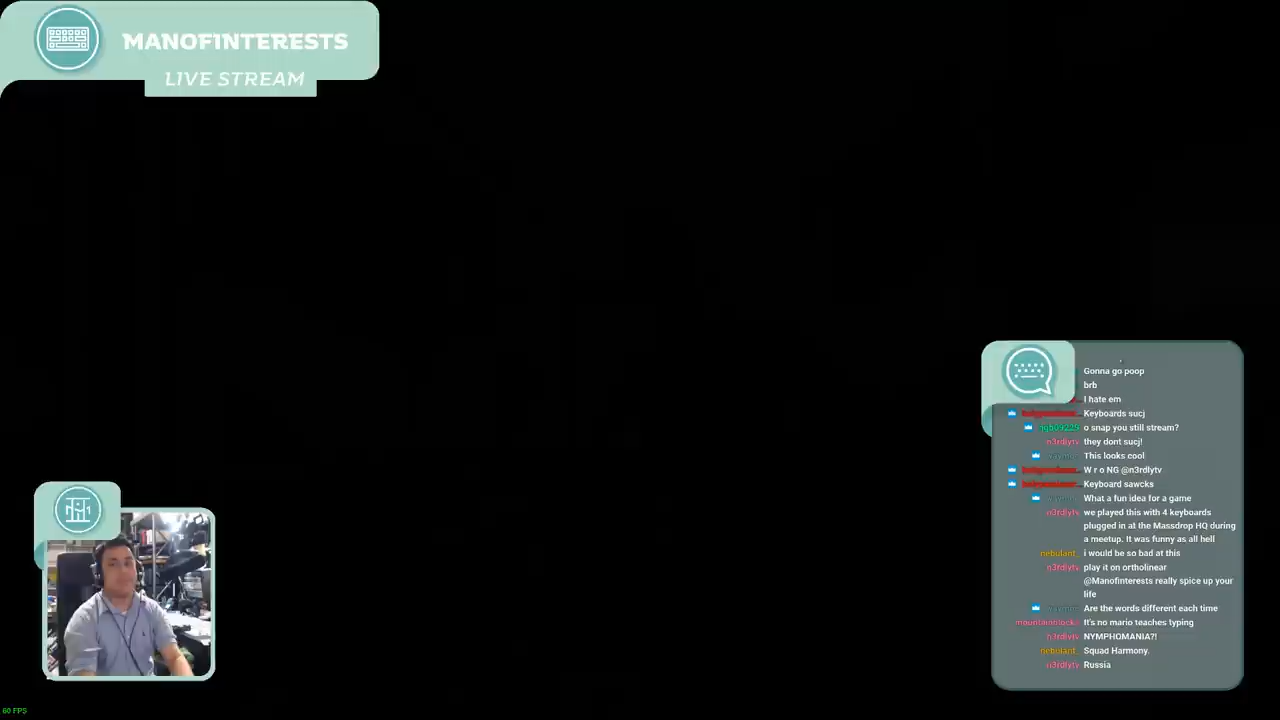 MANOFINTERESTS
LIVE STREAM
Gonna go poop
brb
I hate em
Keyboards sucj
njb09229 o snap you still stream?
n3rdlytv they dont sucj!
This looks cool
W r o NG @n3rdlytv
Keyboard sawcks
What a fun idea for a game
n3rdlytv we played this with 4 keyboards
plugged in at the Massdrop HQ during
a meetup. It was funny as all hell
nebulant_ i would be so bad at this
n3rdlytv play it on ortholinear
@Manofinterests really spice up your
life
Are the words different each time
It's no mario teaches typing
n3rdlytv NYMPHOMANIA?!
nebulant_ Squad Harmony.
n3rdlytv Russia
60 FPS